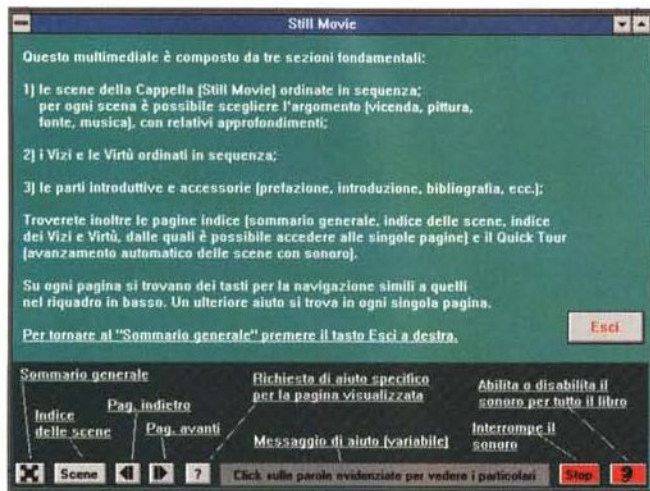 Still Movie
Questo multimediale è composto da tre sezioni fondamentali:
1) le scene della Cappella (Still Movie) ordinate in sequenza;
per ogni scena è possibile scegliere l'argomento (vicenda, pittura,
fonte, musica), con relativi approfondimenti;
2) i Vizi e le Virtù ordinati in sequenza;
3) le parti introduttive e accessorie (prefazione, introduzione, bibliografia, ecc.);
Troverete inoltre le pagine indice (sommario generale, indice delle scene, indice
dei Vizi e Virtù, dalle quali è possibile accedere alle singole pagine) e il Quick Tour
(avanzamento automatico delle scene con sonoro).
Su ogni pagina si trovano dei tasti per la navigazione simili a quelli
nel riquadro in basso. Un ulteriore aiuto si trova in ogni singola pagina.
Per tornare al "Sommario generale" premere il tasto Esci a destra.
Esci
Sommario generale
Indice
delle scene
Pag. indietro
Pag. avanti
Richiesta di aiuto specifico
per la pagina visualizzata
Messaggio di aiuto (variabile)
Abilita o disabilita il
sonoro per tutto il libro
Interrompe il
sonoro
Scene
?
Click sulle parole evidenziate per vedere i particolari
Stop